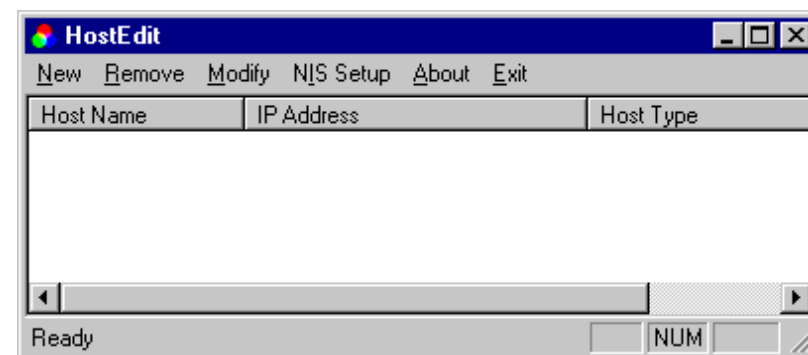 HostEdit
New Remove Modify NIS Setup About Exit
Host Name IP Address Host Type
Ready NUM